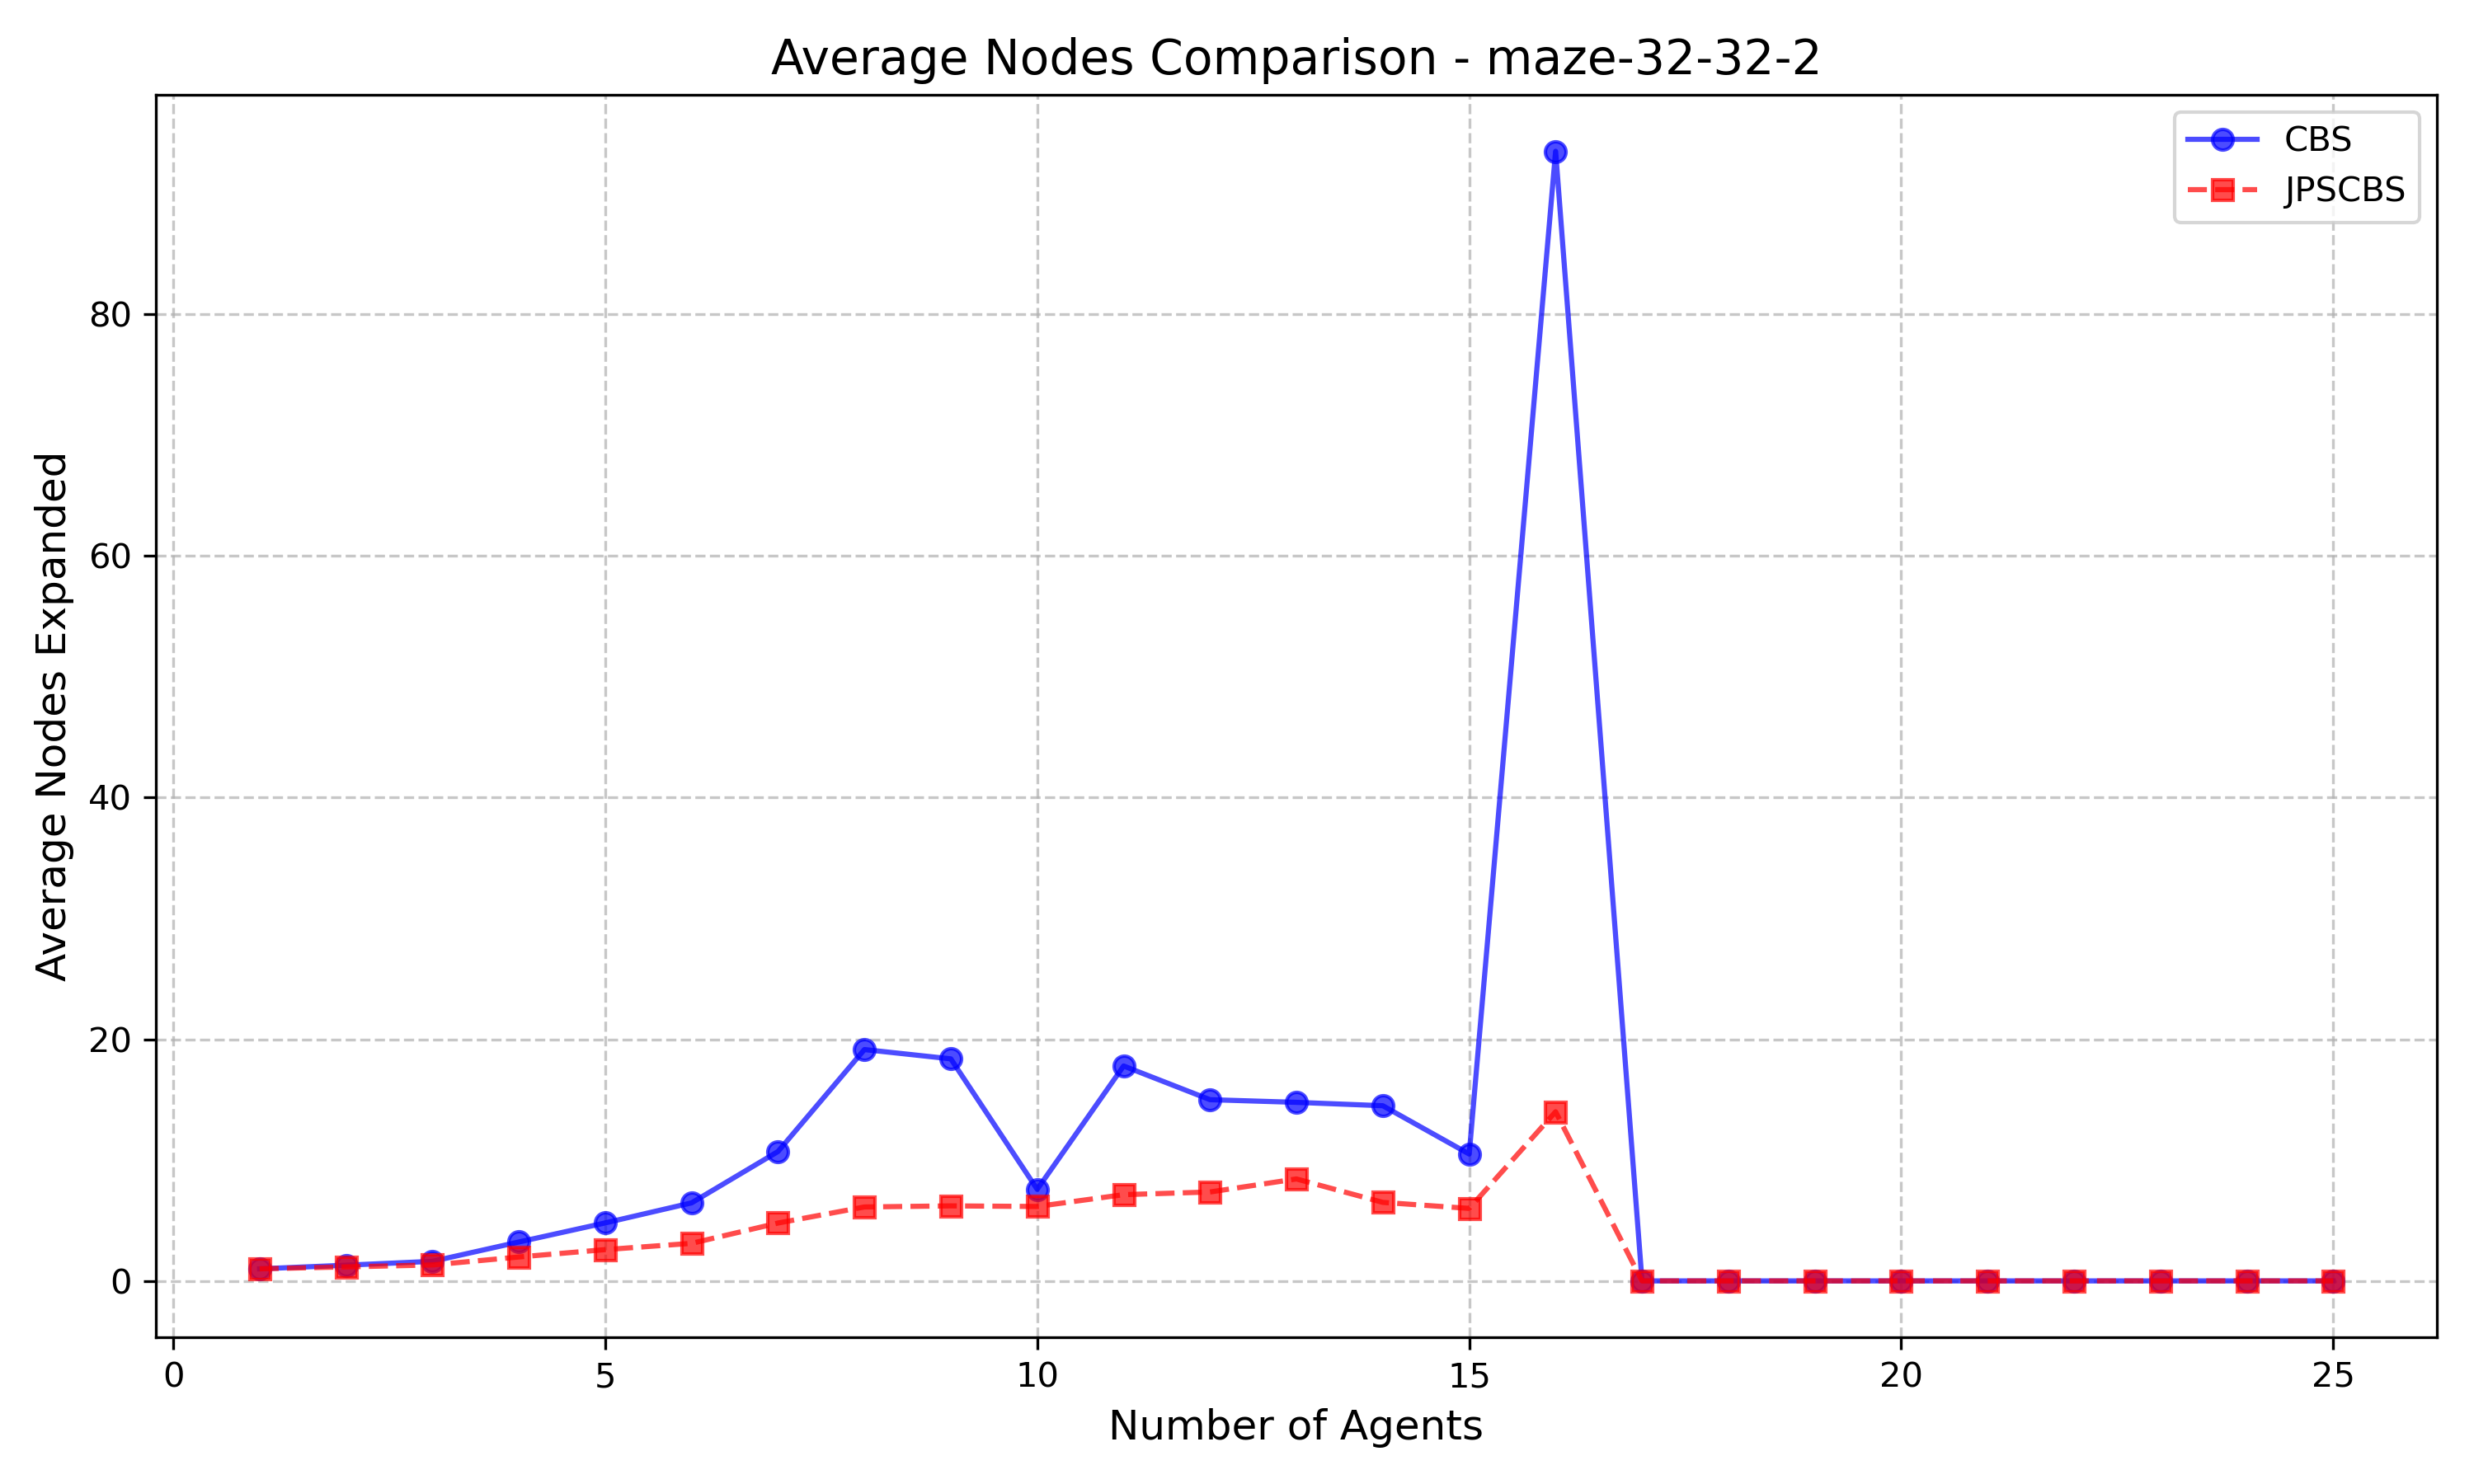 Average Nodes Comparison - maze-32-32-2
CBS
JPSCBS
Average Nodes Expanded
80
60
40
20
0
0 5 10 15 20 25
Number of Agents